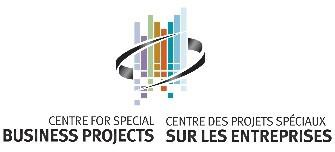 CENTRE FOR SPECIAL
BUSINESS PROJECTS
CENTRE DES PROJETS SPÉCIAUX
SUR LES ENTREPRISES